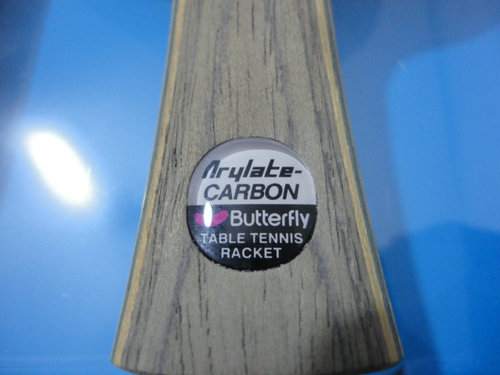 Arylate-
CARBON
Butterfly
TABLE TENNIS
RACKET